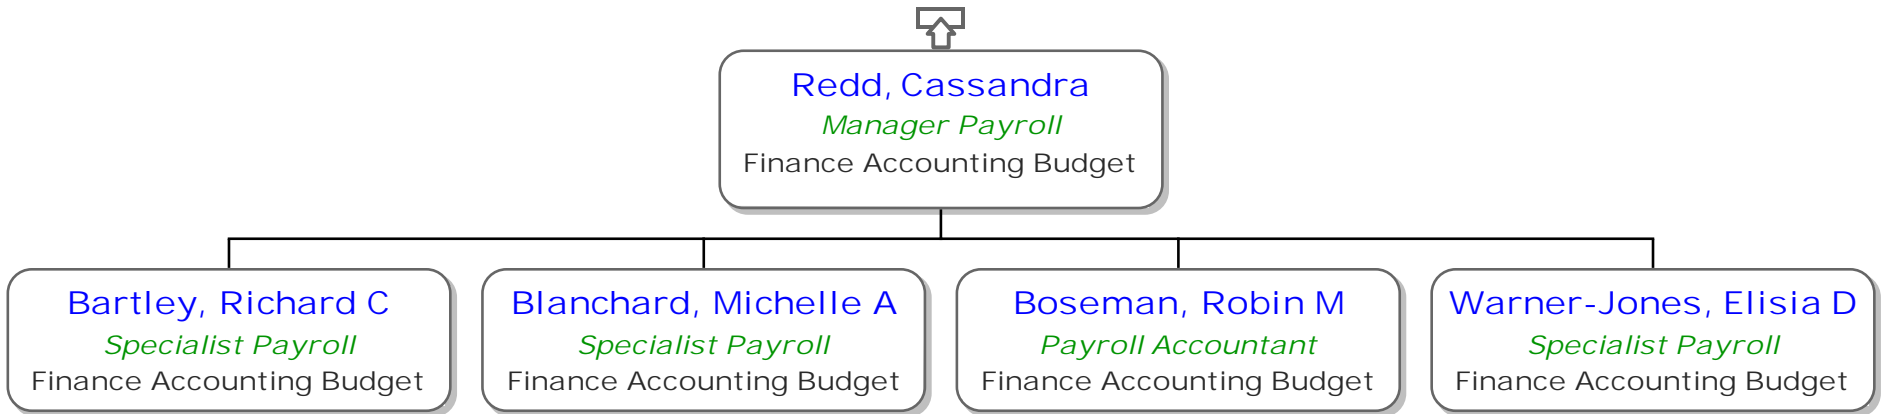 Redd, Cassandra
Manager Payroll
Finance Accounting Budget
Bartley, Richard C
Specialist Payroll
Finance Accounting Budget
Blanchard, Michelle A
Specialist Payroll
Finance Accounting Budget
Boseman, Robin M
Payroll Accountant
Finance Accounting Budget
Warner-Jones, Elisia D
Specialist Payroll
Finance Accounting Budget